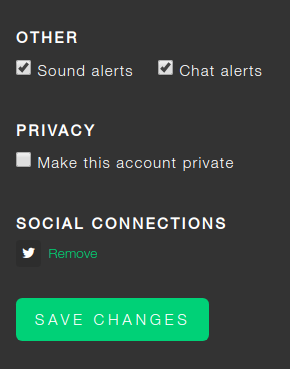 OTHER
Sound alerts Chat alerts
PRIVACY
Make this account private
SOCIAL CONNECTIONS
Remove
SAVE CHANGES